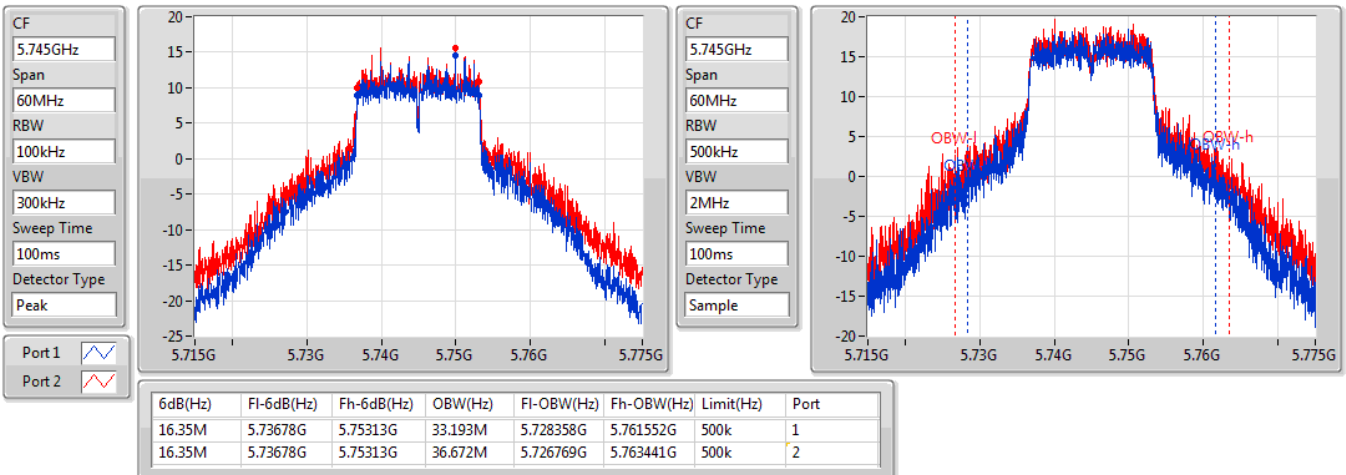 CF
5.745GHz
Span
60MHz
RBW
100kHz
VBW
300kHz
Sweep Time
100ms
Detector Type
Peak
Port 1
Port 2
20
15
10
5
0
-5
-10
-15
-20
-25
5.715G 5.73G 5.74G 5.75G 5.76G 5.775G
CF
5.745GHz
Span
60MHz
RBW
500kHz
VBW
2MHz
Sweep Time
100ms
Detector Type
Sample
20
15
10
5
0
-5
-10
-15
-20
OBW-h
OBW-h
5.715G 5.73G 5.74G 5.75G 5.76G 5.775G
6dB(Hz) Fl-6dB(Hz) Fh-6dB(Hz) OBW(Hz) Fl-OBW(Hz) Fh-OBW(Hz) Limit(Hz) Port
16.35M 5.73678G 5.75313G 33.193M 5.728358G 5.761552G 500k 1
16.35M 5.73678G 5.75313G 36.672M 5.726769G 5.763441G 500k 2